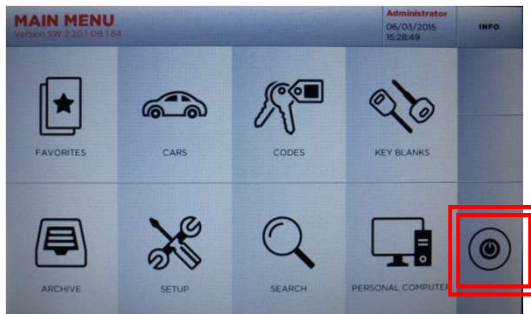 MAIN MENU
Version SW 2.20.1 DB 1.64
Administrator
06/03/2015
15:28:49
INFO
FAVORITES
CARS
CODES
KEY BLANKS
ARCHIVE
SETUP
SEARCH
PERSONAL COMPUTER